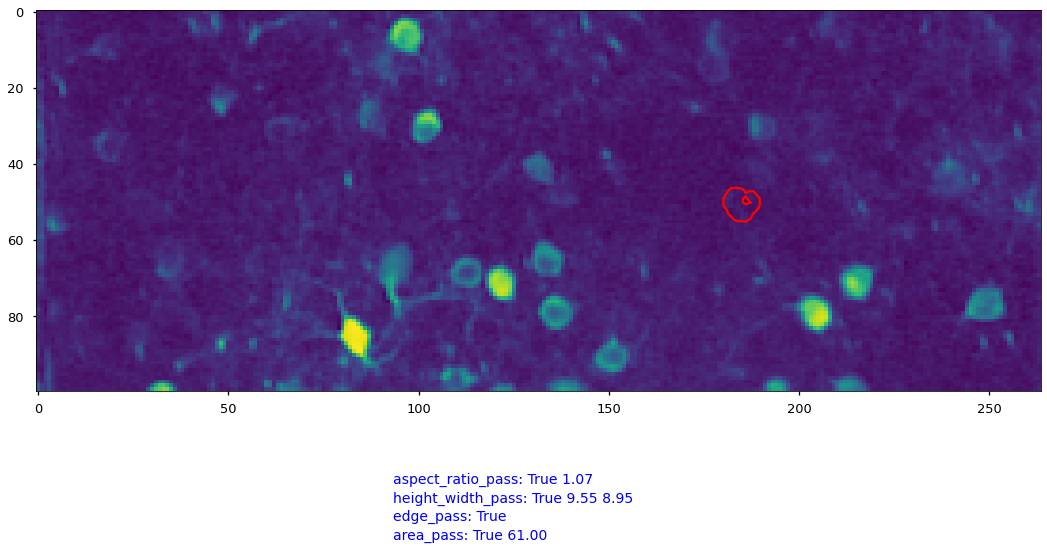 0
20
40
60
80
0 50 100 150 200 250
aspect_ratio_pass: True 1.07
height_width_pass: True 9.55 8.95
edge_pass: True
area_pass: True 61.00